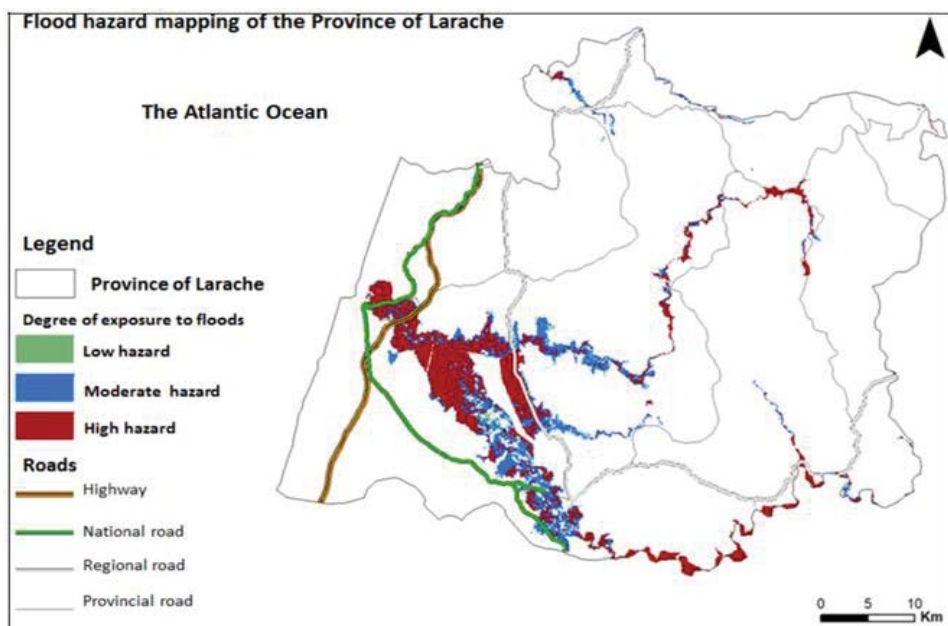 Flood hazard mapping of the Province of Larache
The Atlantic Ocean
Legend
Province of Larache
Degree of exposure to floods
Low hazard
Moderate hazard
High hazard
Roads
Highway
National road
Regional road
Provincial road
0 5 10
Km